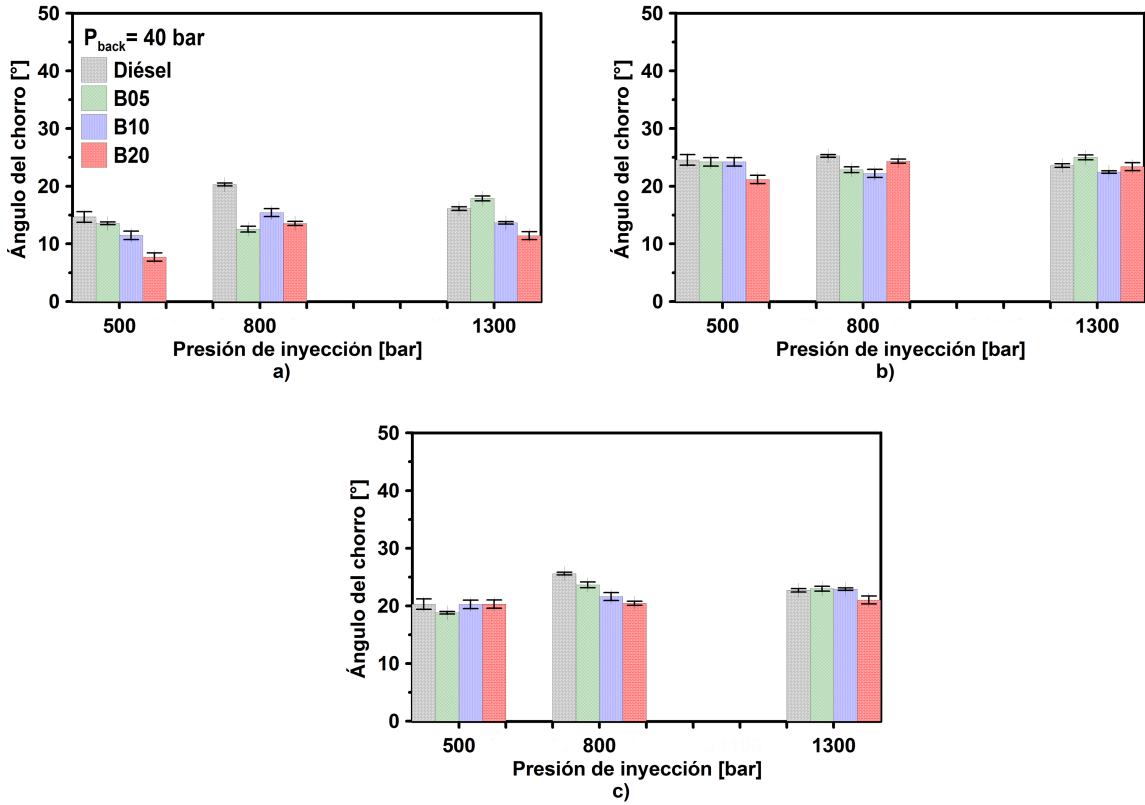 50
40
30
20
10
0
Ángulo del chorro [°]
P_back= 40 bar
Diésel
B05
B10
B20
500 800 1300
Presión de inyección [bar]
a)
50
40
30
20
10
0
Ángulo del chorro [°]
500 800 1300
Presión de inyección [bar]
b)
50
40
30
20
10
0
Ángulo del chorro [°]
500 800 1300
Presión de inyección [bar]
c)